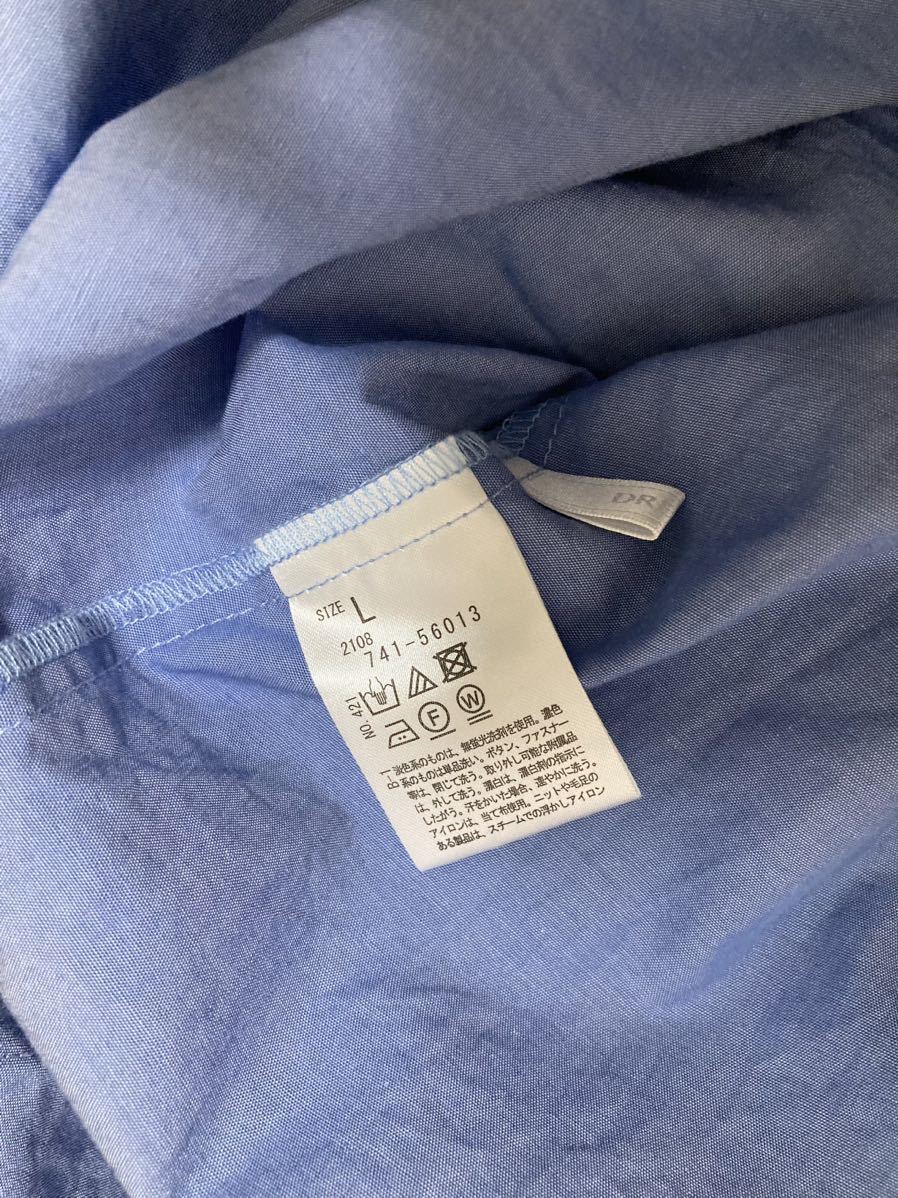 SIZE L
2108
741-56013
NO.421
F W
B-1 淡色系のものは、無蛍光洗剤を使用。濃色
系のものは単品洗い。ボタン、ファスナー
等は、閉じて洗う。取り外し可能な附属品
は、外して洗う。漂白は、漂白剤の指示に
したがう。汗をかいた場合、速やかに洗う。
アイロンは、当て布使用。ニットや毛足の
ある製品は、スチームでの浮かしアイロン
DR